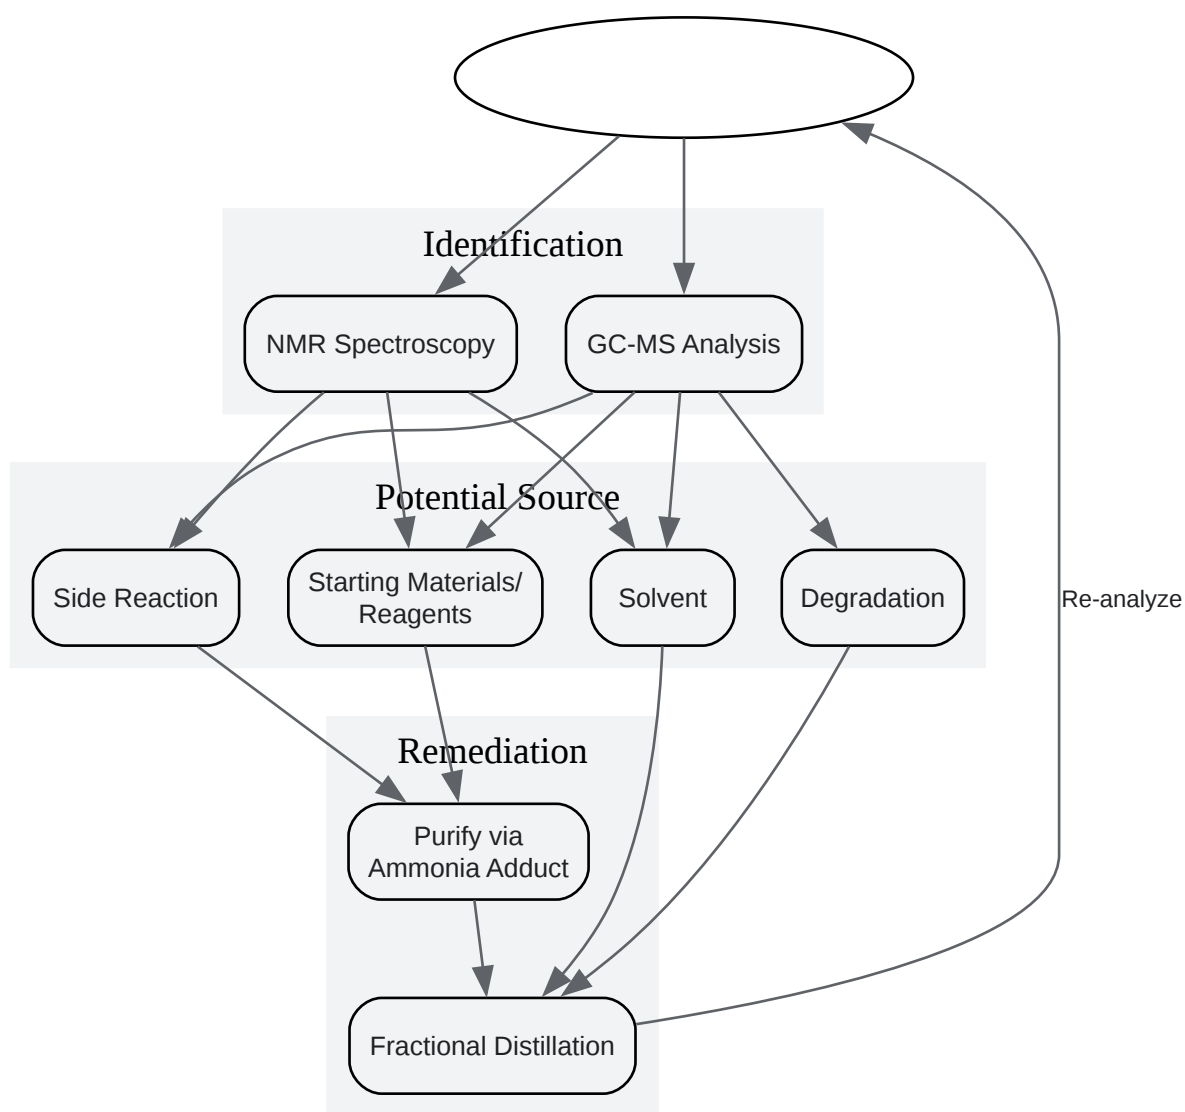 Identification
NMR Spectroscopy
GC-MS Analysis
Potential Source
Side Reaction
Starting Materials/
Reagents
Solvent
Degradation
Re-analyze
Remediation
Purify via
Ammonia Adduct
Fractional Distillation